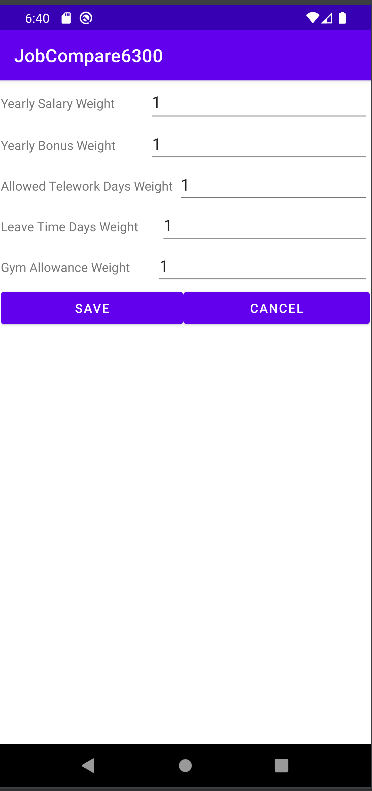 6:40
JobCompare6300
Yearly Salary Weight 1
Yearly Bonus Weight 1
Allowed Telework Days Weight 1
Leave Time Days Weight 1
Gym Allowance Weight 1
SAVE CANCEL